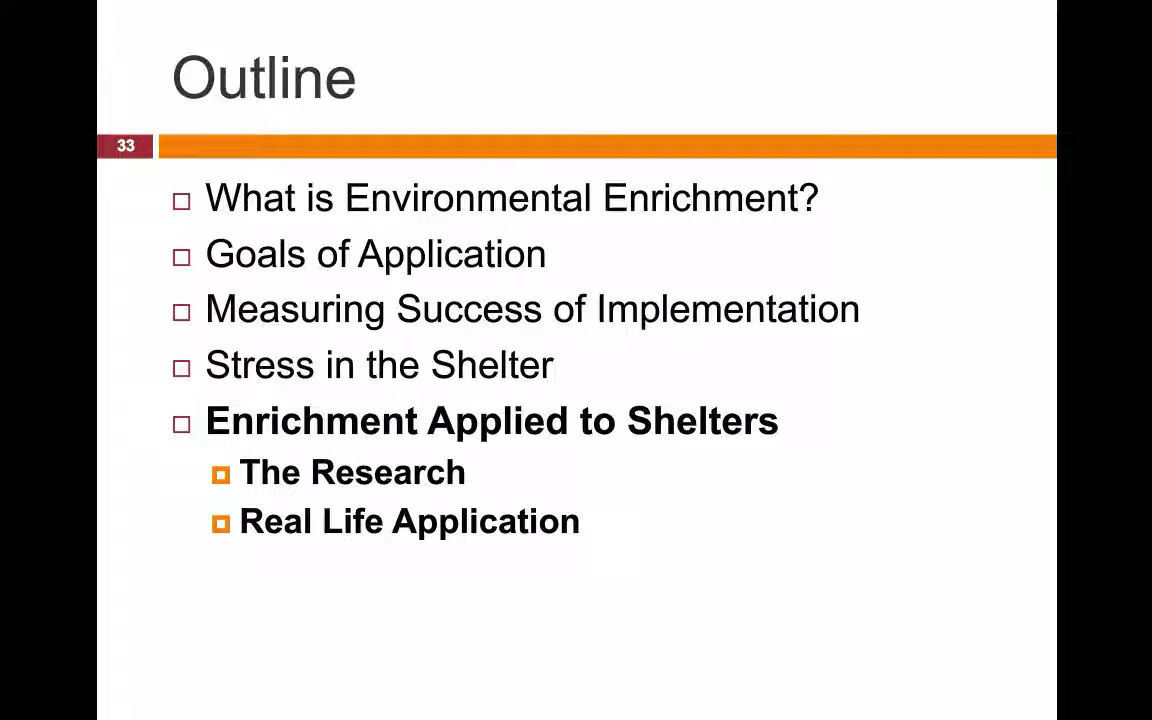 Outline
33
What is Environmental Enrichment?
Goals of Application
Measuring Success of Implementation
Stress in the Shelter
Enrichment Applied to Shelters
The Research
Real Life Application